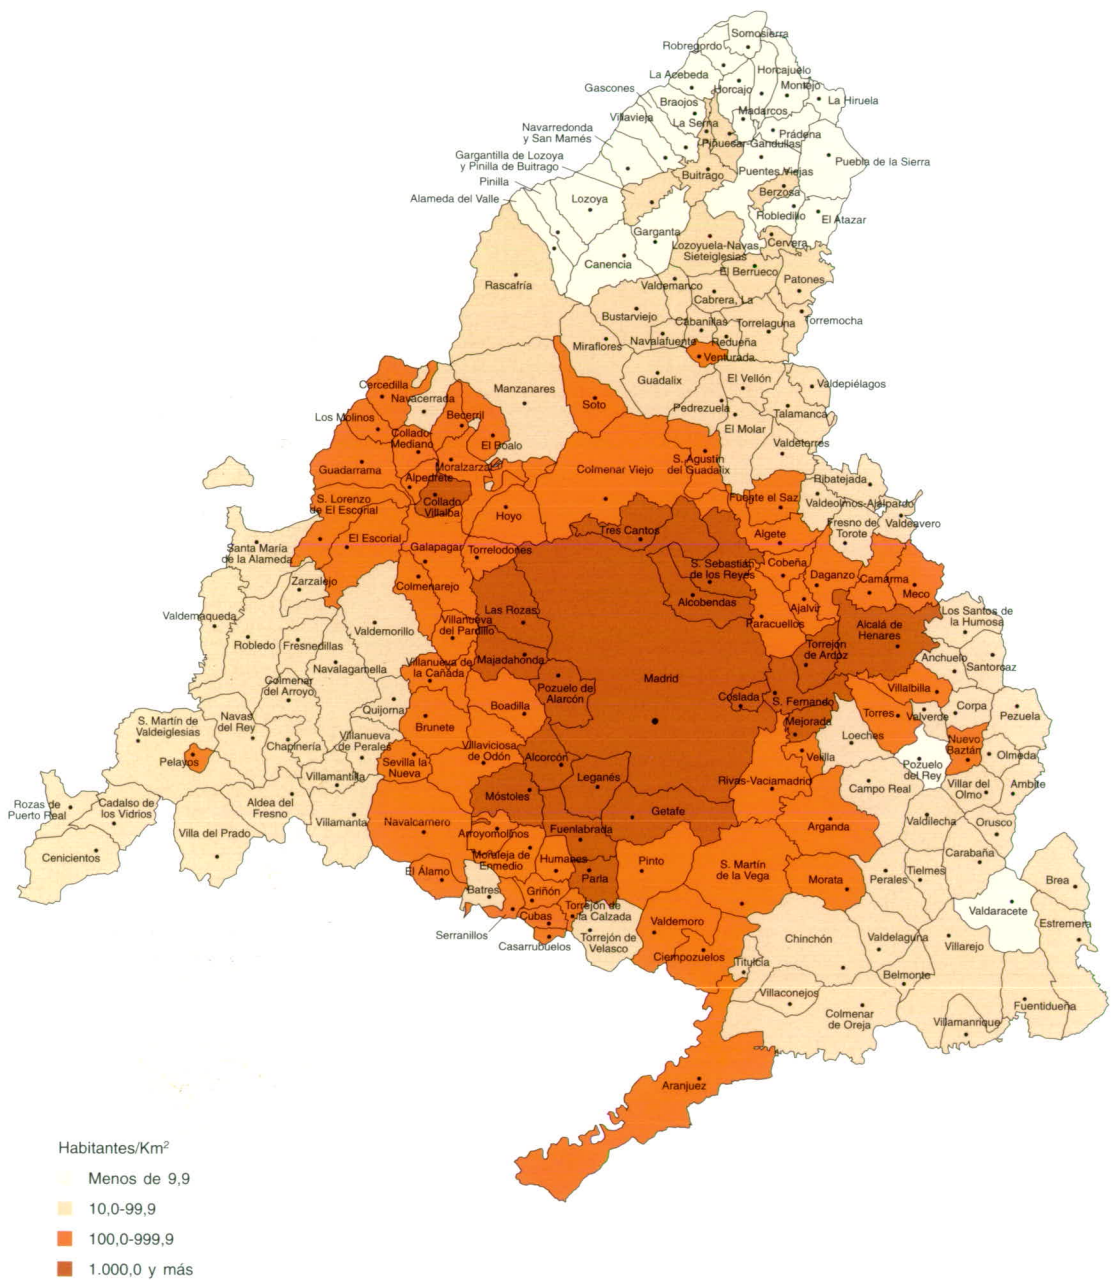 Somosierra
Robregordo
La Acebeda
Horcajuelo
Gascones
Horcajo
Montejo
Braojos
La Hiruela
Villavieja
La Serna
Madarcos
Navarredonda
y San Mamés
Prádena
Piñuecar-Gandullas
Gargantilla de Lozoya
y Pinilla de Buitrago
Puebla de la Sierra
Buitrago
Puentes Viejas
Pinilla
Berzosa
Alameda del Valle
Lozoya
Robledillo
El Atazar
Garganta
Lozoyuela-Navas
Sieteiglesias
Cervera
Canencia
El Berrueco
Rascafría
Valdemanco
Patones
Cabrera, La
Bustarviejo
Cabanillas
Torrelaguna
Torremocha
Miraflores
Navalafuente
Redueña
Venturada
Guadalix
El Vellón
Valdepiélagos
Cercedilla
Navacerrada
Manzanares
Soto
Pedrezuela
Talamanca
Los Molinos
Becerril
El Molar
Collado-
Mediano
El Boalo
Valdetorres
Guadarrama
Moralzarzal
Colmenar Viejo
S. Agustín
del Guadalix
Alpedrete
Ribatejada
S. Lorenzo
de El Escorial
Collado
Villalba
Fuente el Saz
Valdeolmos-Alalpardo
Hoyo
Fresno de
Torote
Valdeavero
Tres Cantos
Algete
El Escorial
Santa María
de la Alameda
Galapagar
Torrelodones
S. Sebastián
de los Reyes
Cobeña
Daganzo
Camarma
Zarzalejo
Colmenarejo
Meco
Alcobendas
Ajalvir
Valdemaqueda
Las Rozas
Paracuellos
Los Santos de
la Humosa
Villanueva
del Pardillo
Valdemorillo
Alcalá de
Henares
Robledo
Fresnedillas
Torrejón
de Ardoz
Majadahonda
Anchuelo
Villanueva de
la Cañada
Navalagamella
Santorcaz
Colmenar
del Arroyo
Madrid
Pozuelo de
Alarcón
Villalbilla
Coslada
S. Fernando
Quijorna
Boadilla
Corpa
Torres
Valverde
Pezuela
S. Martín de
Valdeiglesias
Navas
del Rey
Brunete
Mejorada
Loeches
Villanueva
de Perales
Chapinería
Villaviciosa
de Odón
Nuevo
Baztán
Velilla
Olmeda
Pelayos
Sevilla la
Nueva
Alcorcón
Pozuelo
del Rey
Villamantilla
Leganés
Rivas-Vaciamadrid
Campo Real
Villar del
Olmo
Ambite
Móstoles
Rozas de
Puerto Real
Cadalso de
los Vidrios
Aldea del
Fresno
Getafe
Villamanta
Navalcarnero
Arganda
Valdilecha
Orusco
Villa del Prado
Arroyomolinos
Fuenlabrada
Cenicientos
Moraleja de
Enmedio
Humanes
Pinto
Carabaña
S. Martín
de la Vega
El Álamo
Parla
Morata
Perales
Tielmes
Brea
Batres
Griñón
Valdaracete
Cubas
Torrejón de
la Calzada
Valdemoro
Estremera
Serranillos
Casarrubuelos
Torrejón de
Velasco
Chinchón
Valdelaguna
Villarejo
Ciempozuelos
Titulcia
Belmonte
Villaconejos
Fuentidueña
Colmenar
de Oreja
Villamanrique
Aranjuez
Habitantes/Km²
Menos de 9,9
10,0-99,9
100,0-999,9
1.000,0 y más